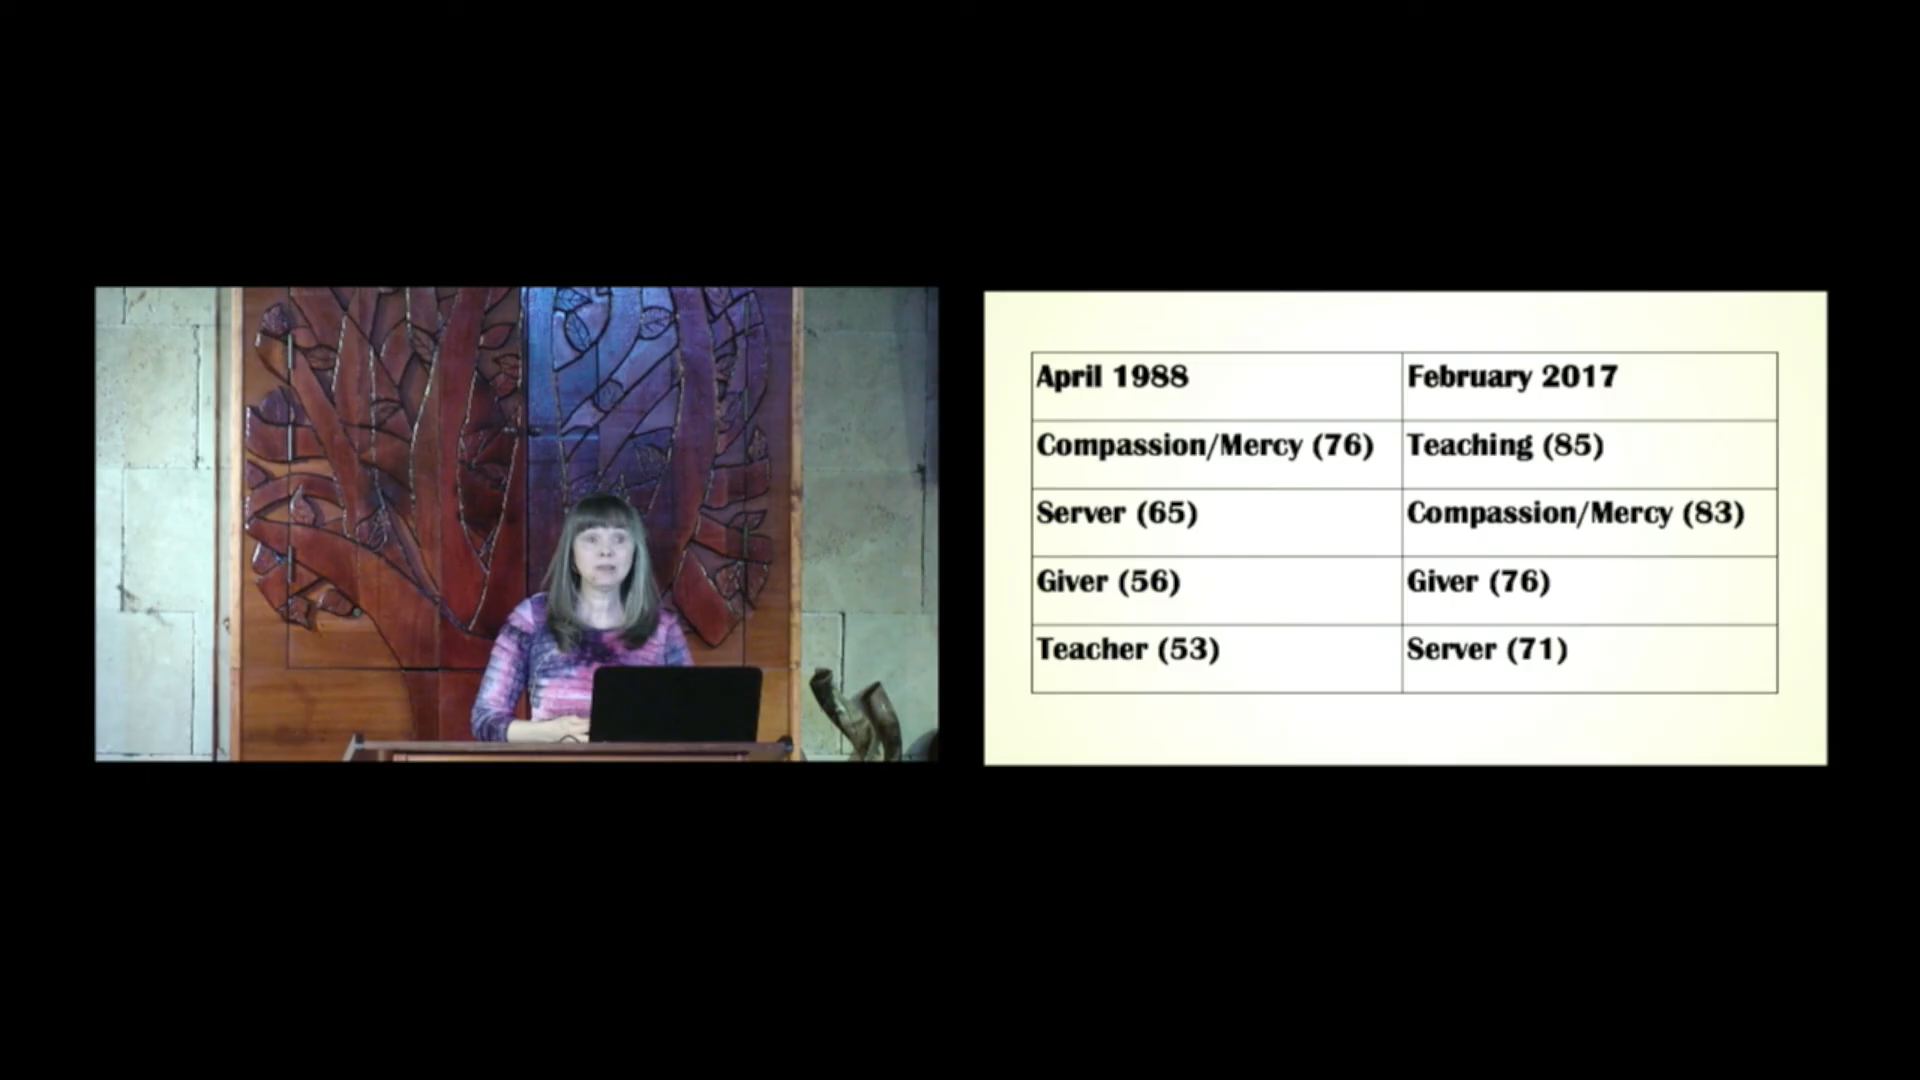 April 1988 February 2017
Compassion/Mercy (76) Teaching (85)
Server (65) Compassion/Mercy (83)
Giver (56) Giver (76)
Teacher (53) Server (71)